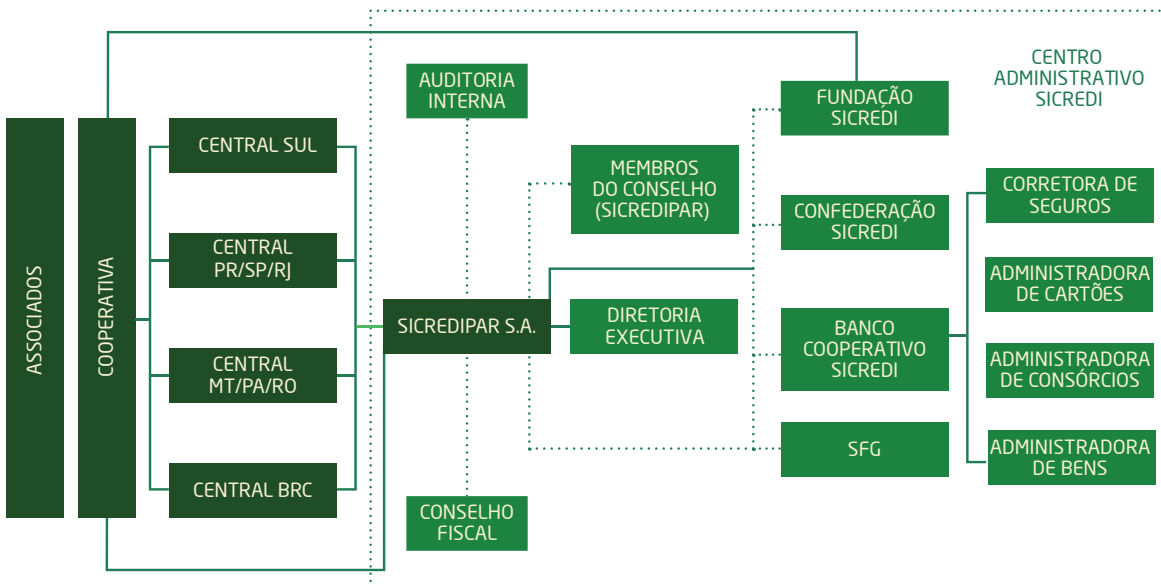 ASSOCIADOS
COOPERATIVA
CENTRAL SUL
CENTRAL
PR/SP/RJ
CENTRAL
MT/PA/RO
CENTRAL BRC
AUDITORIA
INTERNA
SICREDIPAR S.A.
CONSELHO
FISCAL
MEMBROS
DO CONSELHO
(SICREDIPAR)
DIRETORIA
EXECUTIVA
FUNDAÇÃO
SICREDI
CONFEDERAÇÃO
SICREDI
BANCO
COOPERATIVO
SICREDI
SFG
CENTRO
ADMINISTRATIVO
SICREDI
CORRETORA DE
SEGUROS
ADMINISTRADORA
DE CARTÕES
ADMINISTRADORA
DE CONSÓRCIOS
ADMINISTRADORA
DE BENS